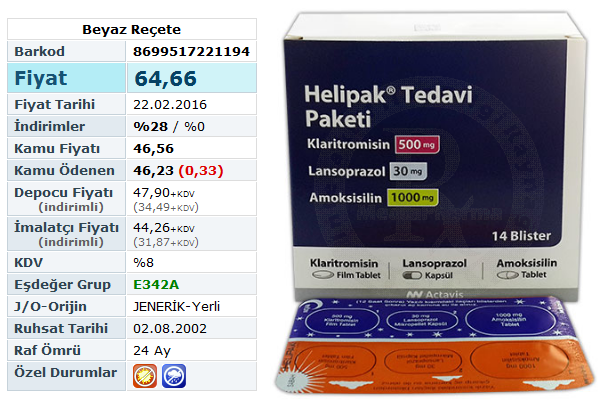 Beyaz Reçete
Barkod 8699517221194
Fiyat 64,66
Fiyat Tarihi 22.02.2016
İndirimler %28 / %0
Kamu Fiyatı 46,56
Kamu Ödenen 46,23 (0,33)
Depocu Fiyatı 47,90+KDV
(indirimli) (34,49+KDV)
İmalatçı Fiyatı 44,26+KDV
(indirimli) (31,87+KDV)
KDV %8
Eşdeğer Grup E342A
J/O-Orijin JENERİK-Yerli
Ruhsat Tarihi 02.08.2002
Raf Ömrü 24 Ay
Özel Durumlar
Helipak® Tedavi
Paketi
Klaritromisin 500 mg
Lansoprazol 30 mg
Amoksisilin 1000 mg
14 Blister
Klaritromisin Lansoprazol Amoksisilin
Film Tablet Kapsül Tablet
Actavis
500 mg 30 mg 1000 mg
Klaritromisin Lansoprazol Amoksisilin
Film Tablet Mikropellet Kapsül Tablet